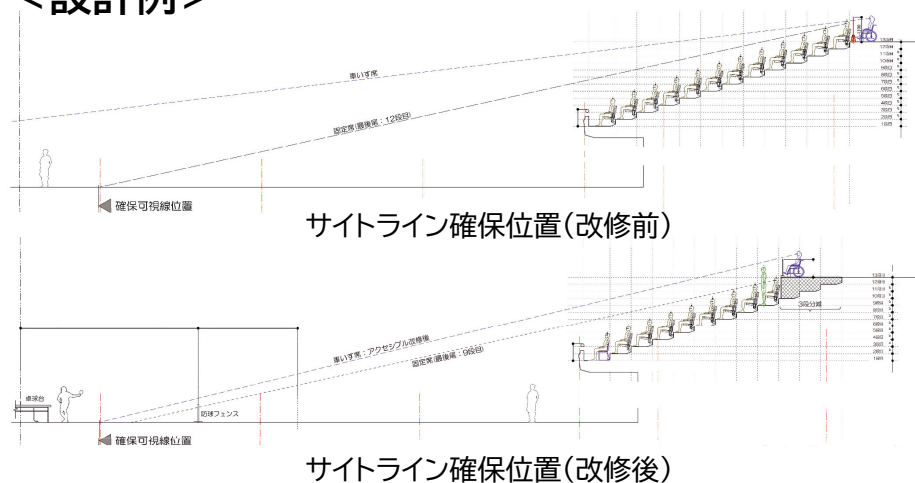 <設計例>
車いす席
固定席(最後尾:12段目)
確保可視線位置
サイトライン確保位置(改修前)
3段分減
車いす席:アクセシブル改修後
固定席(最後尾:9段目)
卓球台
防球フェンス
確保可視線位置
サイトライン確保位置(改修後)